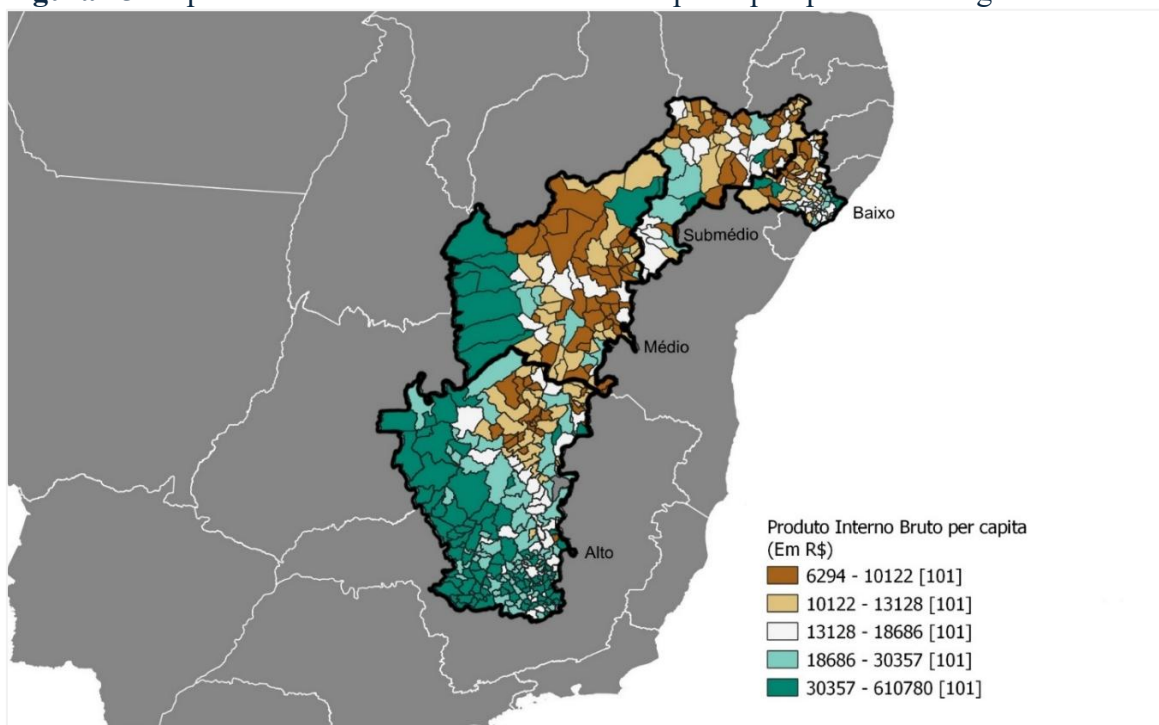 Baixo
Submédio
Médio
Alto
Produto Interno Bruto per capita
(Em R$)
6294 - 10122 [101]
10122 - 13128 [101]
13128 - 18686 [101]
18686 - 30357 [101]
30357 - 610780 [101]